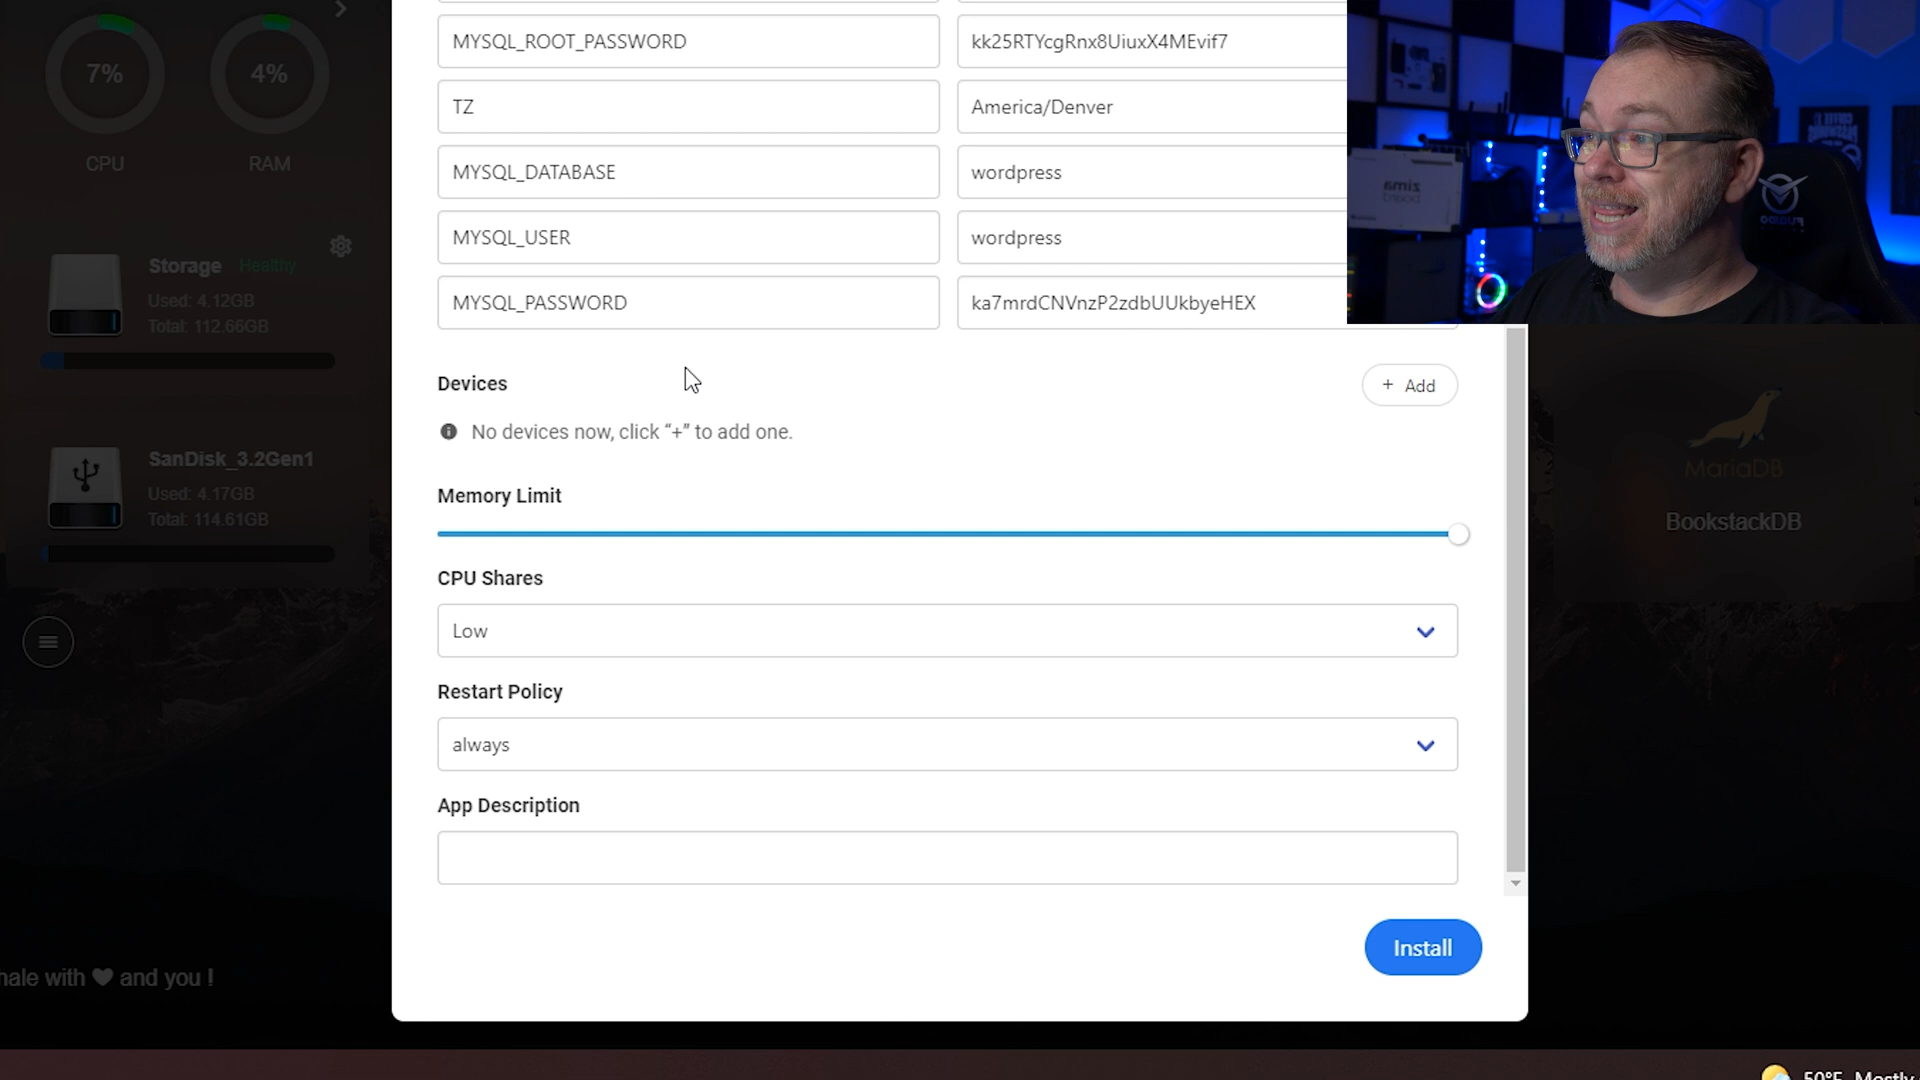 7%
4%
CPU
RAM
Storage Healthy
Used: 4.12GB
Total: 112.66GB
SanDisk_3.2Gen1
Used: 4.17GB
Total: 114.61GB
hale with and you !
MYSQL_ROOT_PASSWORD
kk25RTYcgRnx8UiuxX4MEvif7
TZ
America/Denver
MYSQL_DATABASE
wordpress
MYSQL_USER
wordpress
MYSQL_PASSWORD
ka7mrdCNVnzP2zdbUUkbyeHEX
Devices
+ Add
No devices now, click “+” to add one.
Memory Limit
CPU Shares
Low
Restart Policy
always
App Description
Install
zima
board
MariaDB
BookstackDB
50°F Mostly